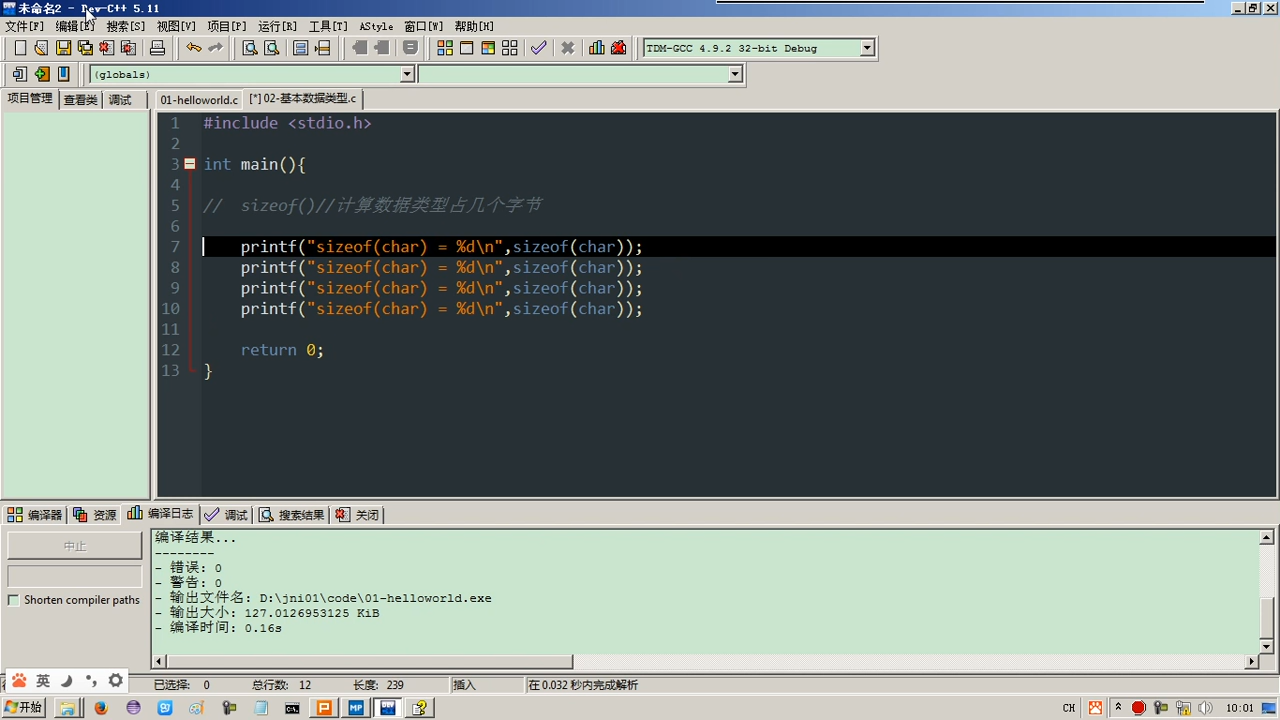 未命名2 - Dev-C++ 5.11
文件[F] 编辑[E] 搜索[S] 视图[V] 项目[P] 运行[R] 工具[T] AStyle 窗口[W] 帮助[H]
TDM-GCC 4.9.2 32-bit Debug
(globals)
项目管理 查看类 调试 01-helloworld.c [*] 02-基本数据类型.c
1 #include <stdio.h>
2
3 int main(){
4
5 //  sizeof()//计算数据类型占几个字节
6
7     printf("sizeof(char) = %d\n",sizeof(char));
8     printf("sizeof(char) = %d\n",sizeof(char));
9     printf("sizeof(char) = %d\n",sizeof(char));
10     printf("sizeof(char) = %d\n",sizeof(char));
11
12     return 0;
13 }
编译器 资源 编译日志 调试 搜索结果 关闭
中止
Shorten compiler paths
编译结果...
--------
- 错误: 0
- 警告: 0
- 输出文件名: D:\jni01\code\01-helloworld.exe
- 输出大小: 127.0126953125 KiB
- 编译时间: 0.16s
英
已选择: 0 总行数: 12 长度: 239 插入 在 0.032 秒内完成解析
开始 CH 10:01